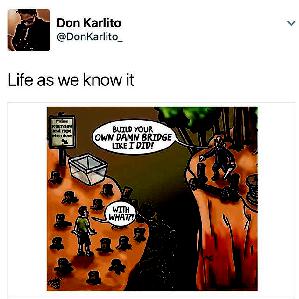 Don Karlito
@DonKarlito_
Life as we know it
BUILD YOUR
OWN DAMN BRIDGE
LIKE I DID!
WITH
WHAT?!